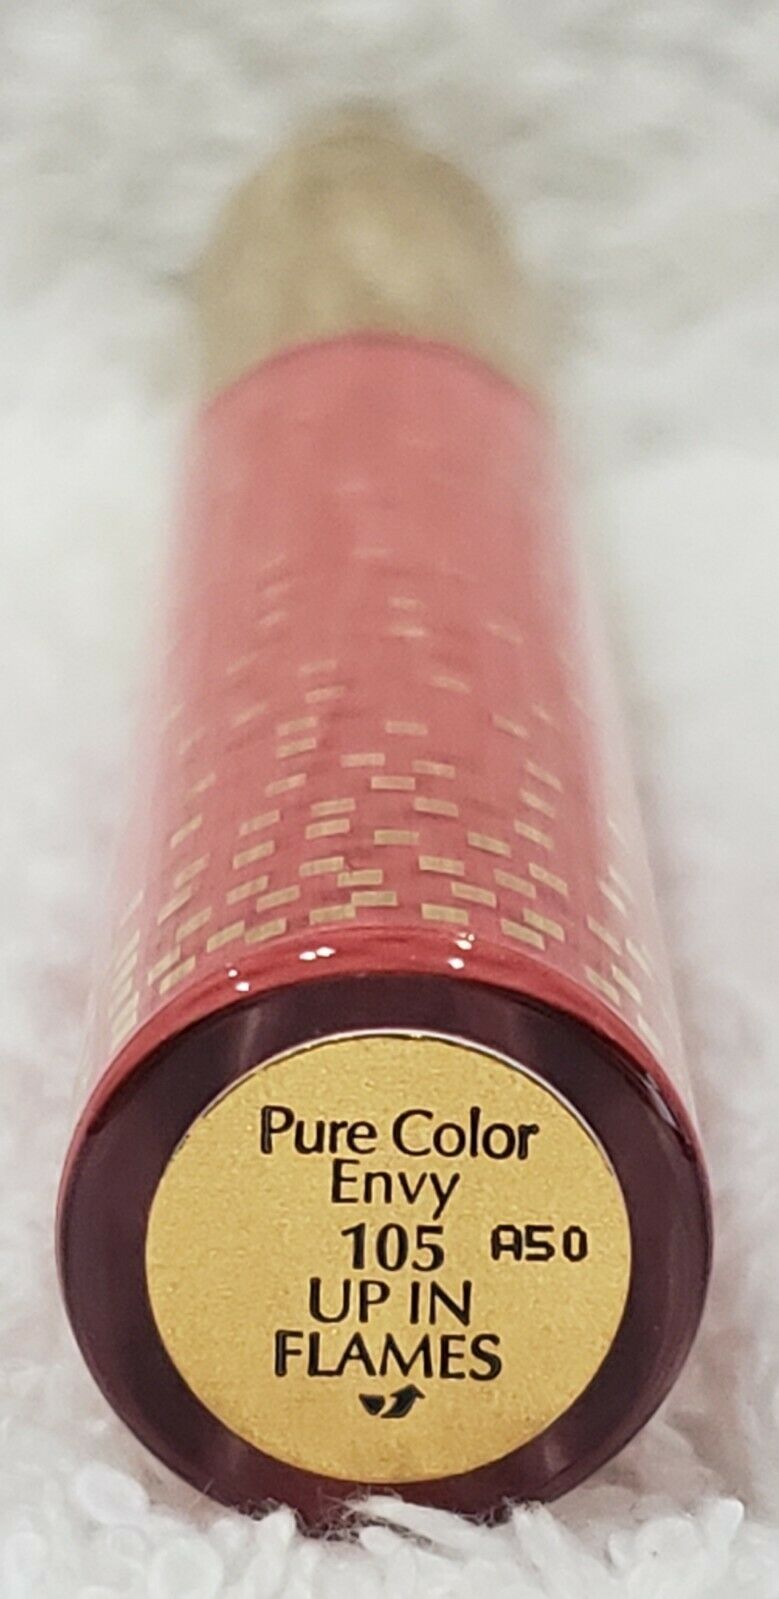 Pure Color
Envy
105 A50
UP IN
FLAMES